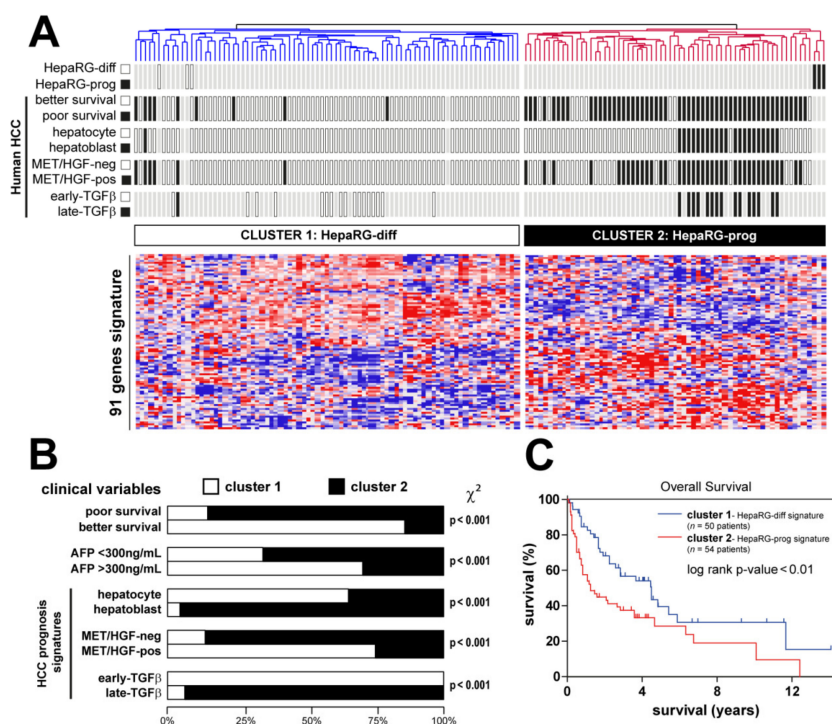 A
HepaRG-diff
HepaRG-prog
better survival
poor survival
hepatocyte
hepatoblast
MET/HGF-neg
MET/HGF-pos
early-TGFβ
late-TGFβ
Human HCC
CLUSTER 1: HepaRG-diff
CLUSTER 2: HepaRG-prog
91 genes signature
B
clinical variables
cluster 1
cluster 2
χ²
poor survival
better survival
p < 0.001
AFP <300ng/mL
AFP >300ng/mL
p < 0.001
HCC prognosis
signatures
hepatocyte
hepatoblast
p < 0.001
MET/HGF-neg
MET/HGF-pos
p < 0.001
early-TGFβ
late-TGFβ
p < 0.001
0% 25% 50% 75% 100%
C
Overall Survival
cluster 1- HepaRG-diff signature
(n = 50 patients)
cluster 2- HepaRG-prog signature
(n = 54 patients)
log rank p-value < 0.01
survival (%)
100
80
60
40
20
0
0 4 8 12
survival (years)